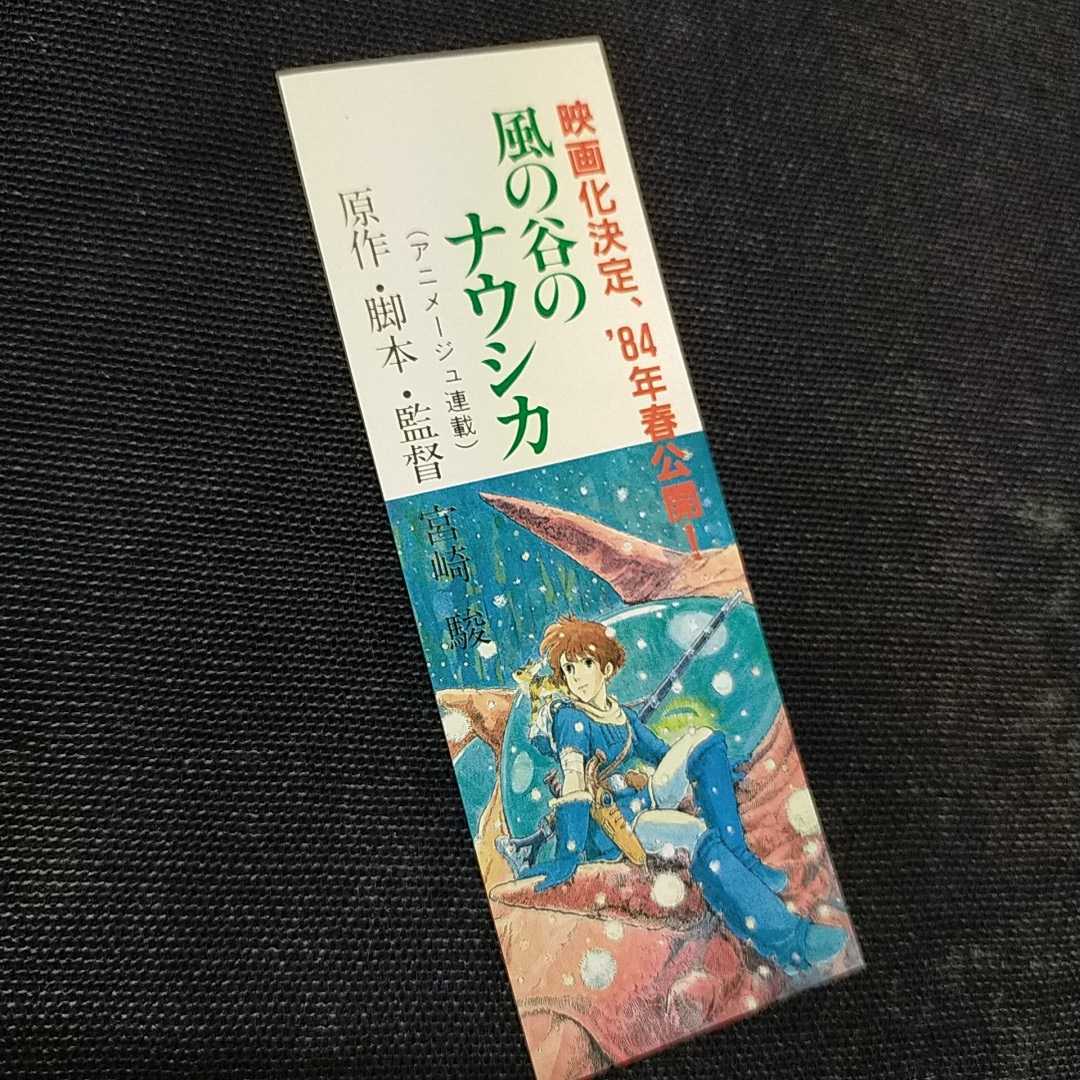 映画化決定、'84年春公開！
風の谷の
ナウシカ
(アニメージュ連載)
原作・脚本・監督 宮崎 駿